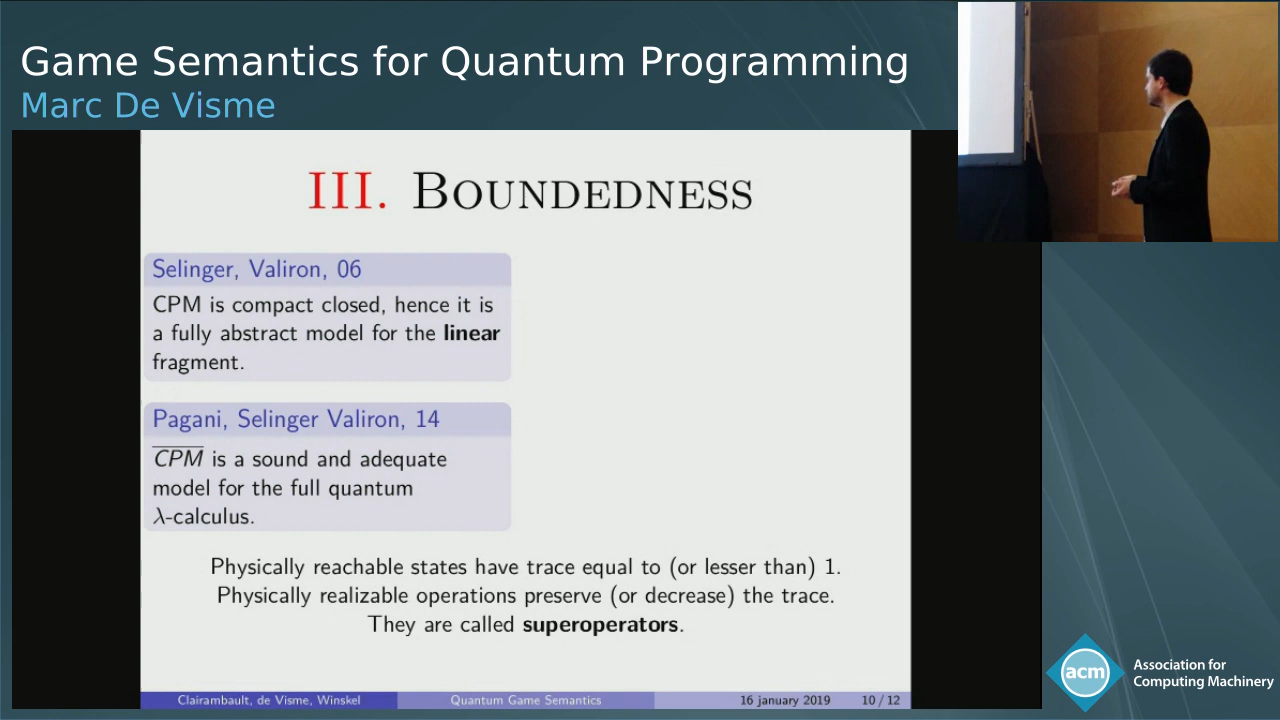 Game Semantics for Quantum Programming
Marc De Visme
III. Boundedness
Selinger, Valiron, 06
CPM is compact closed, hence it is
a fully abstract model for the linear
fragment.
Pagani, Selinger Valiron, 14
C̅P̅M̅ is a sound and adequate
model for the full quantum
λ-calculus.
Physically reachable states have trace equal to (or lesser than) 1.
Physically realizable operations preserve (or decrease) the trace.
They are called superoperators.
Clairambault, de Visme, Winskel Quantum Game Semantics 16 january 2019 10 / 12
acm
Association for
Computing Machinery